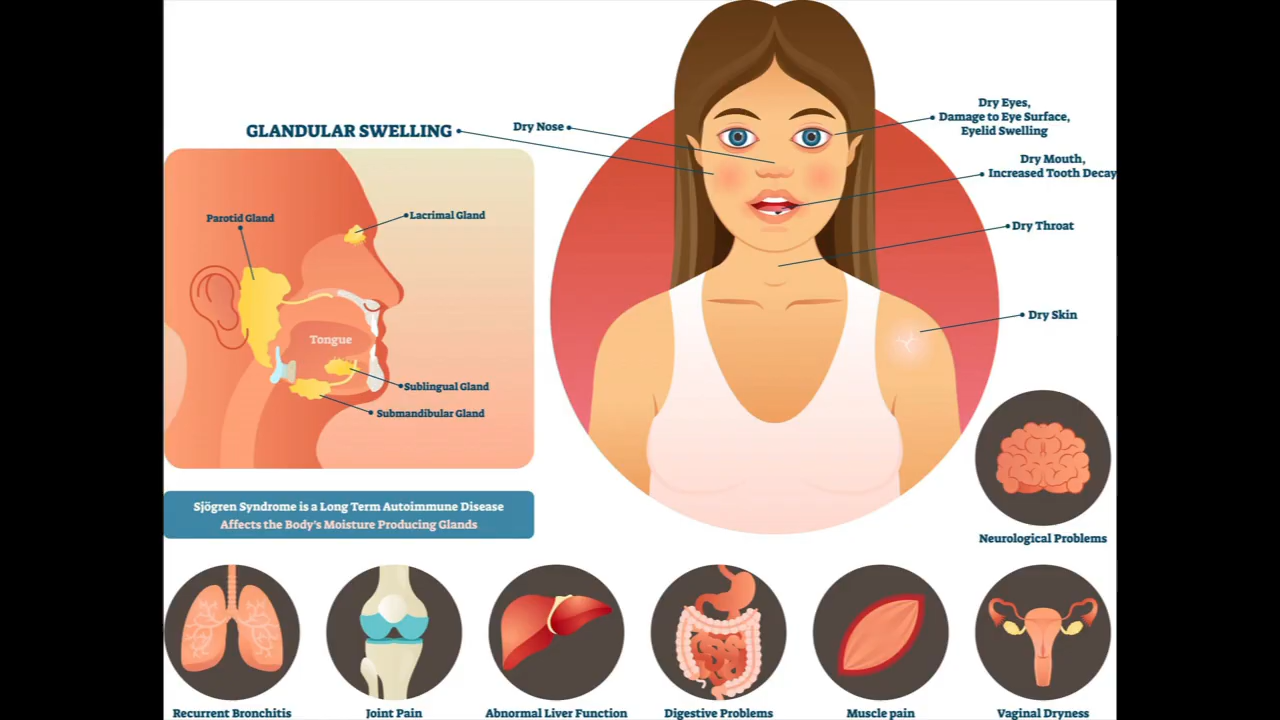 GLANDULAR SWELLING
Dry Nose
Dry Eyes,
Damage to Eye Surface,
Eyelid Swelling
Dry Mouth,
Increased Tooth Decay
Dry Throat
Dry Skin
Parotid Gland
Lacrimal Gland
Tongue
Sublingual Gland
Submandibular Gland
Sjögren Syndrome is a Long Term Autoimmune Disease
Affects the Body's Moisture Producing Glands
Neurological Problems
Recurrent Bronchitis
Joint Pain
Abnormal Liver Function
Digestive Problems
Muscle pain
Vaginal Dryness